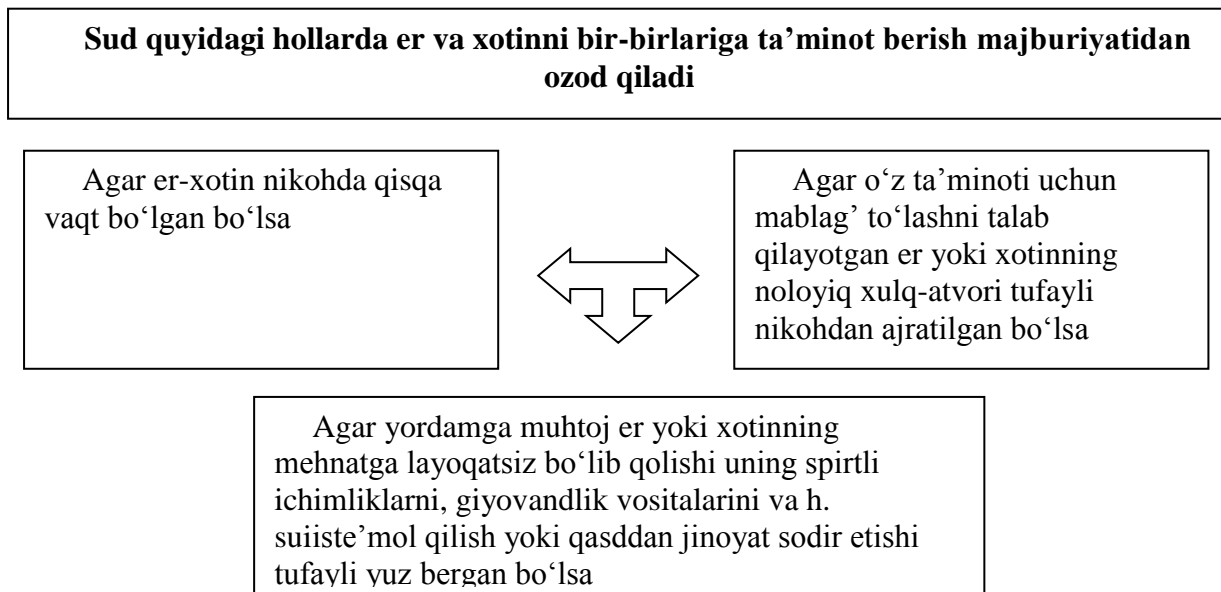 Sud quyidagi hollarda er va xotinni bir-birlariga ta’minot berish majburiyatidan
ozod qiladi
Agar er-xotin nikohda qisqa
vaqt bo‘lgan bo‘lsa
Agar o‘z ta’minoti uchun
mablag’ to‘lashni talab
qilayotgan er yoki xotinning
noloyiq xulq-atvori tufayli
nikohdan ajratilgan bo‘lsa
Agar yordamga muhtoj er yoki xotinning
mehnatga layoqatsiz bo‘lib qolishi uning spirtli
ichimliklarni, giyovandlik vositalarini va h.
suiiste’mol qilish yoki qasddan jinoyat sodir etishi
tufayli yuz bergan bo‘lsa